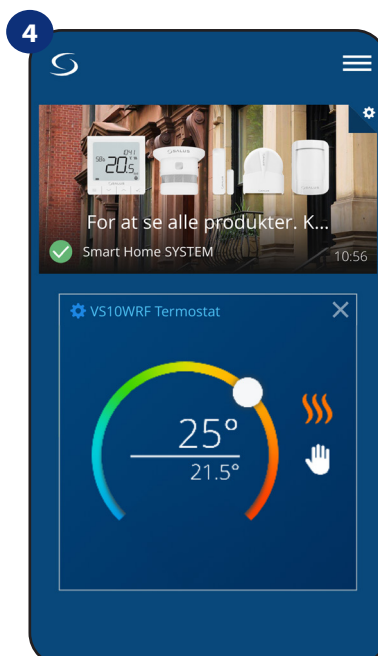 4
For at se alle produkter. K...
Smart Home SYSTEM
10:56
VS10WRF Termostat
25°
21.5°